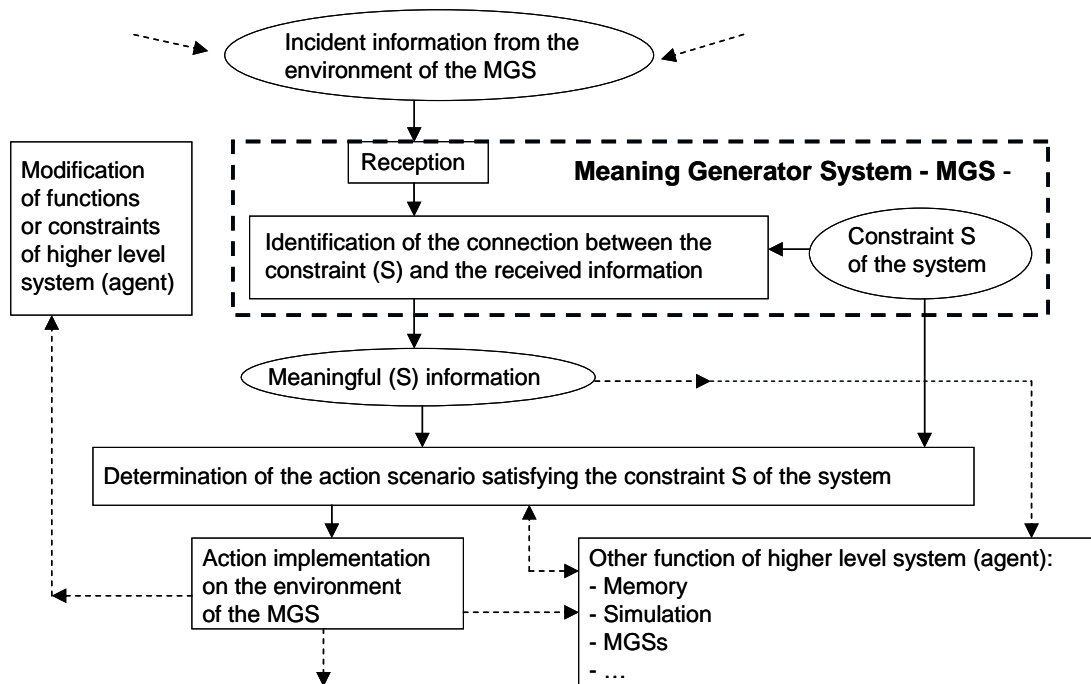 Incident information from the
environment of the MGS
Modification
of functions
or constraints
of higher level
system (agent)
Reception
Meaning Generator System - MGS -
Identification of the connection between the
constraint (S) and the received information
Constraint S
of the system
Meaningful (S) information
Determination of the action scenario satisfying the constraint S of the system
Action implementation
on the environment
of the MGS
Other function of higher level system (agent):
- Memory
- Simulation
- MGSs
- …